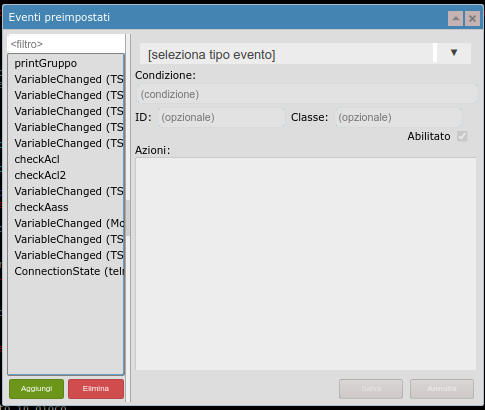 Eventi preimpostati
<filtro>
printGruppo
VariableChanged (TS
VariableChanged (TS
VariableChanged (TS
VariableChanged (TS
VariableChanged (TS
checkAcl
checkAcl2
VariableChanged (TS
checkAass
VariableChanged (Mo
VariableChanged (TS
VariableChanged (TS
ConnectionState (teln
Aggiungi
Elimina
[seleziona tipo evento]
Condizione:
(condizione)
ID:
(opzionale)
Classe:
(opzionale)
Abilitato
Azioni:
Salva
Annulla